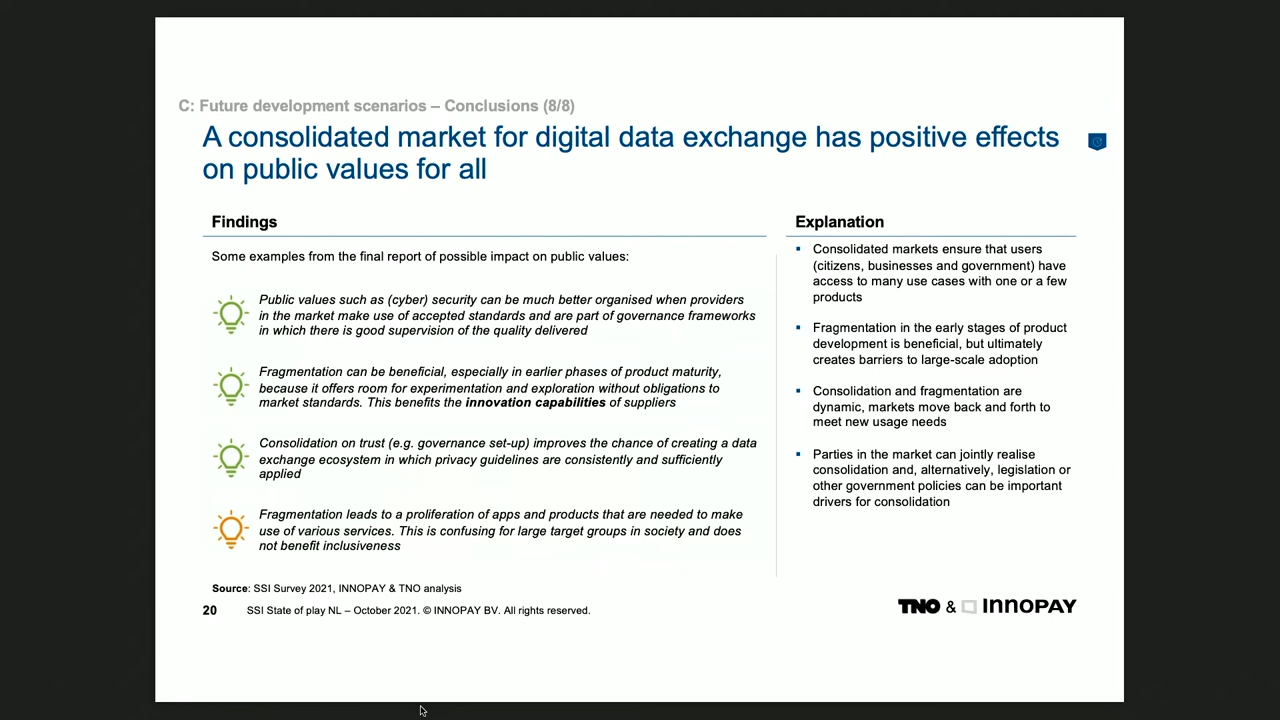 C: Future development scenarios – Conclusions (8/8)
A consolidated market for digital data exchange has positive effects
on public values for all
Findings
Some examples from the final report of possible impact on public values:
Public values such as (cyber) security can be much better organised when providers
in the market make use of accepted standards and are part of governance frameworks
in which there is good supervision of the quality delivered
Fragmentation can be beneficial, especially in earlier phases of product maturity,
because it offers room for experimentation and exploration without obligations to
market standards. This benefits the innovation capabilities of suppliers
Consolidation on trust (e.g. governance set-up) improves the chance of creating a data
exchange ecosystem in which privacy guidelines are consistently and sufficiently
applied
Fragmentation leads to a proliferation of apps and products that are needed to make
use of various services. This is confusing for large target groups in society and does
not benefit inclusiveness
Explanation
▪ Consolidated markets ensure that users
(citizens, businesses and government) have
access to many use cases with one or a few
products
▪ Fragmentation in the early stages of product
development is beneficial, but ultimately
creates barriers to large-scale adoption
▪ Consolidation and fragmentation are
dynamic, markets move back and forth to
meet new usage needs
▪ Parties in the market can jointly realise
consolidation and, alternatively, legislation or
other government policies can be important
drivers for consolidation
Source: SSI Survey 2021, INNOPAY & TNO analysis
20 SSI State of play NL – October 2021. © INNOPAY BV. All rights reserved.
TNO & INNOPAY